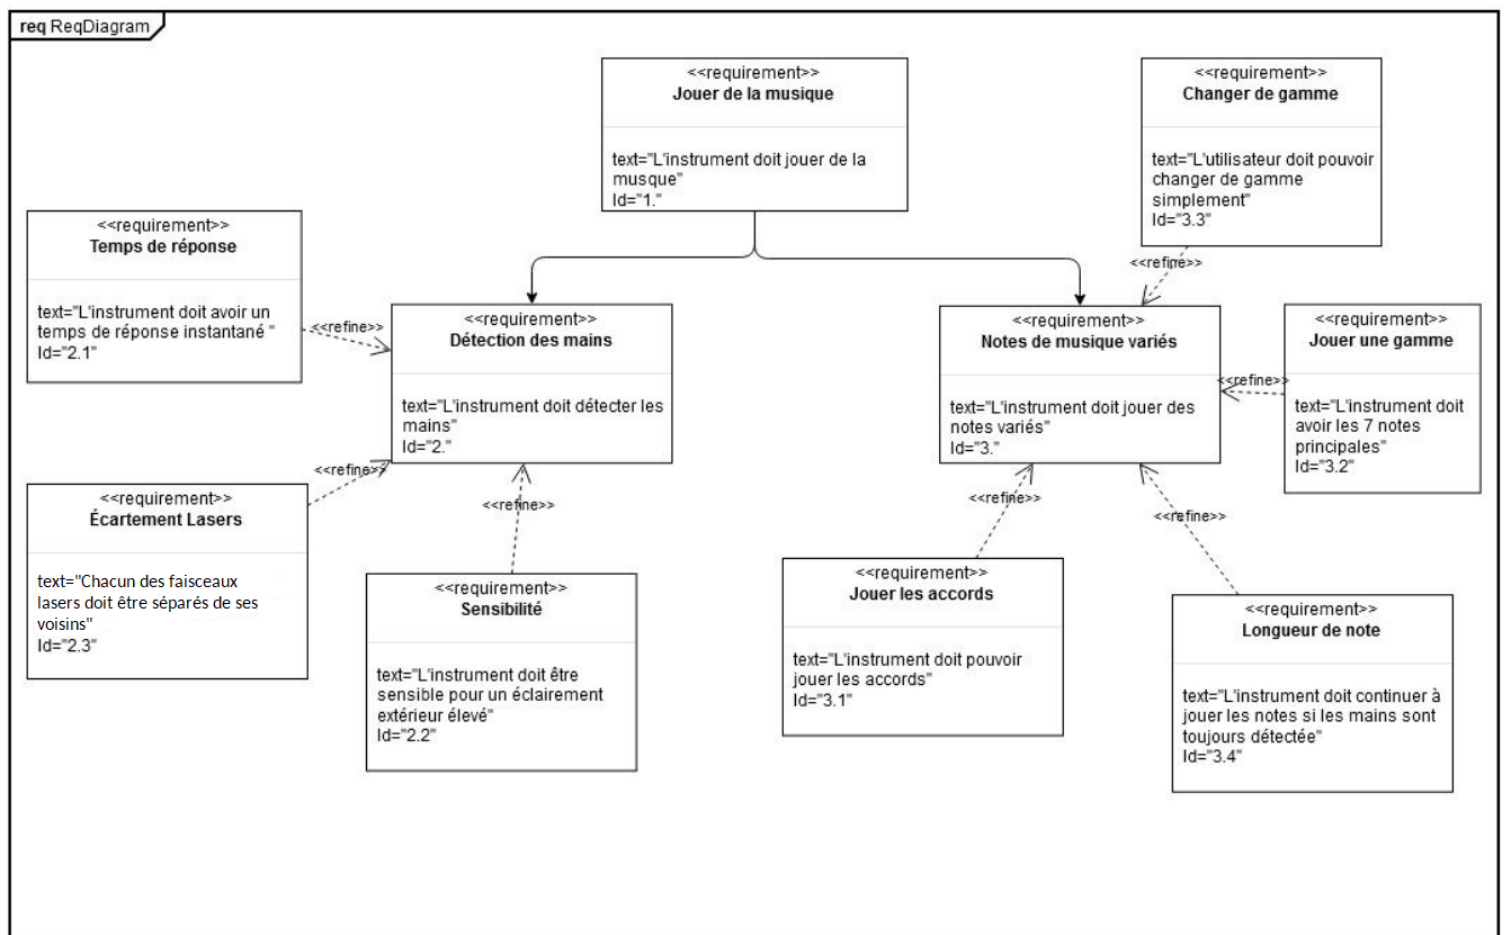 req ReqDiagram
<<requirement>>
Jouer de la musique
text="L'instrument doit jouer de la
musque"
Id="1."
<<requirement>>
Changer de gamme
text="L'utilisateur doit pouvoir
changer de gamme
simplement"
Id="3.3"
<<refine>>
<<requirement>>
Temps de réponse
text="L'instrument doit avoir un
temps de réponse instantané "
Id="2.1"
<<refine>>
<<requirement>>
Détection des mains
text="L'instrument doit détecter les
mains"
Id="2."
<<requirement>>
Notes de musique variés
text="L'instrument doit jouer des
notes variés"
Id="3."
<<refine>>
<<requirement>>
Jouer une gamme
text="L'instrument doit
avoir les 7 notes
principales"
Id="3.2"
<<refine>>
<<requirement>>
Écartement Lasers
text="Chacun des faisceaux
lasers doit être séparés de ses
voisins"
Id="2.3"
<<refine>>
<<requirement>>
Sensibilité
text="L'instrument doit être
sensible pour un éclairement
extérieur élevé"
Id="2.2"
<<refine>>
<<requirement>>
Jouer les accords
text="L'instrument doit pouvoir
jouer les accords"
Id="3.1"
<<refine>>
<<requirement>>
Longueur de note
text="L'instrument doit continuer à
jouer les notes si les mains sont
toujours détectée"
Id="3.4"